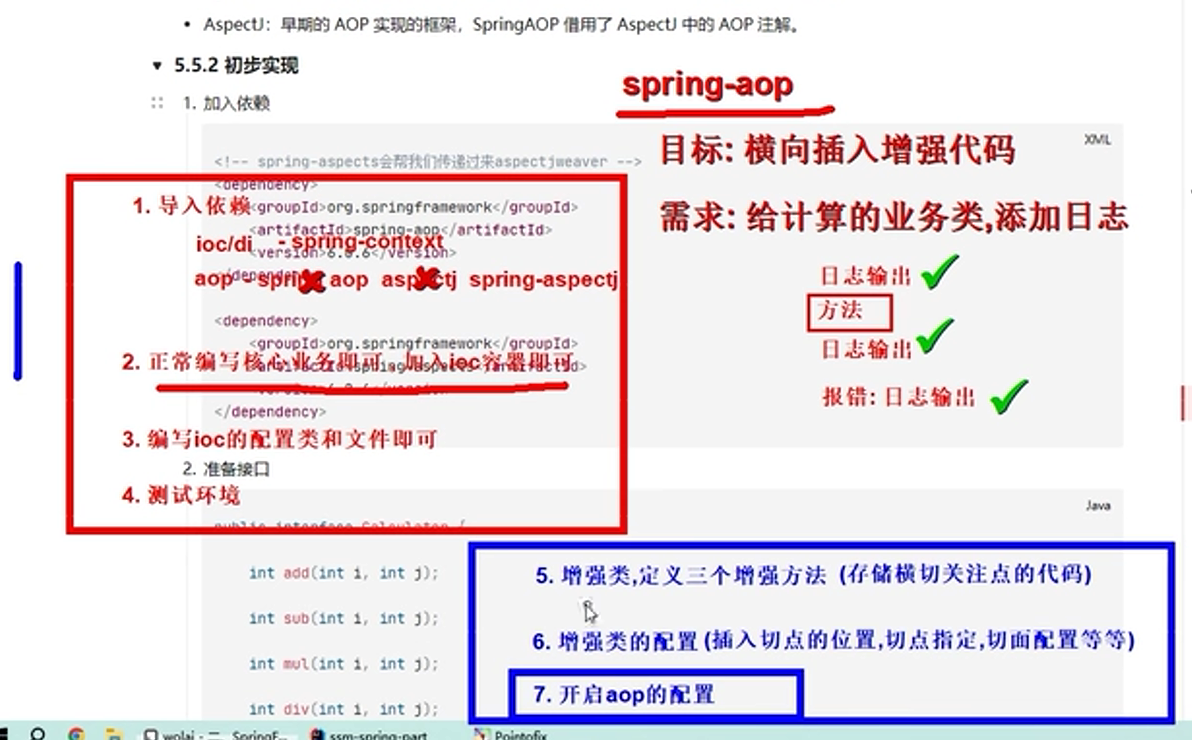 • AspectJ：早期的 AOP 实现的框架，SpringAOP 借用了 AspectJ 中的 AOP 注解。
▼ 5.5.2 初步实现
1. 加入依赖
spring-aop
XML
目标: 横向插入增强代码
<!-- spring-aspects会帮我们传递过来aspectjweaver -->
<dependency>
1. 导入依赖
<groupId>org.springframework</groupId>
需求: 给计算的业务类,添加日志
<artifactId>spring-aop</artifactId>
ioc/di - spring-context
<version>6.0.6</version>
aop - spring aop aspectj spring-aspectj
日志输出
方法
日志输出
<dependency>
<groupId>org.springframework</groupId>
2. 正常编写核心业务即可, 加入ioc容器即可
报错: 日志输出
</dependency>
3. 编写ioc的配置类和文件即可
2. 准备接口
4. 测试环境
Java
public interface Calculator {
int add(int i, int j);
5. 增强类,定义三个增强方法 (存储横切关注点的代码)
int sub(int i, int j);
6. 增强类的配置(插入切点的位置,切点指定,切面配置等等)
int mul(int i, int j);
7. 开启aop的配置
int div(int i, int j);
wolai - 二、SpringF...
ssm-spring-part
Pointofix